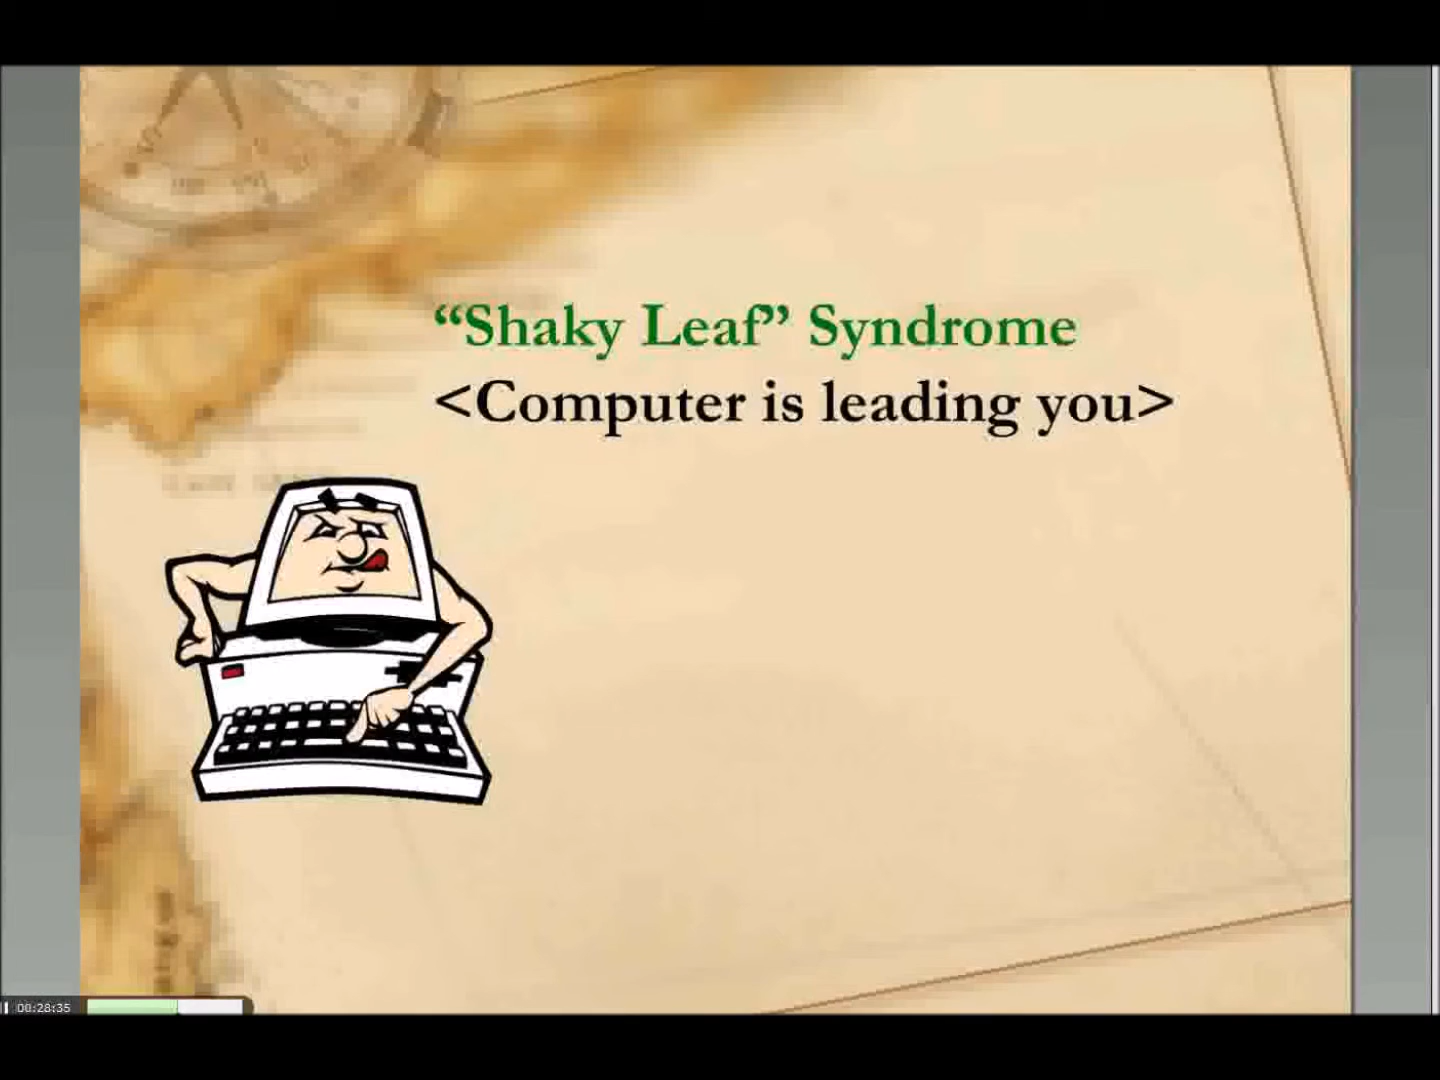 “Shaky Leaf” Syndrome
<Computer is leading you>
00:28:35